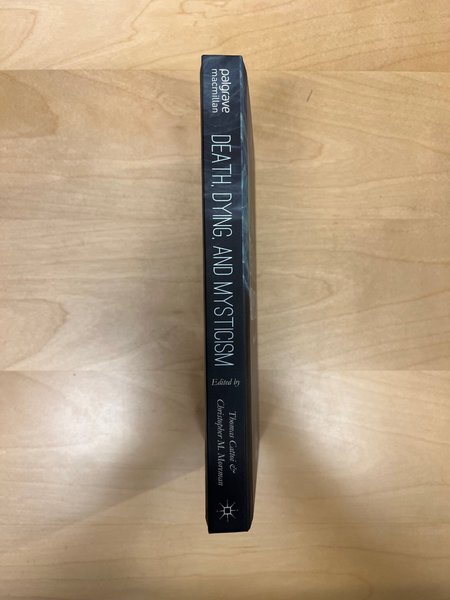 palgrave
macmillan
DEATH, DYING, AND MYSTICISM
Edited by
Thomas Cattoi &
Christopher M. Moreman